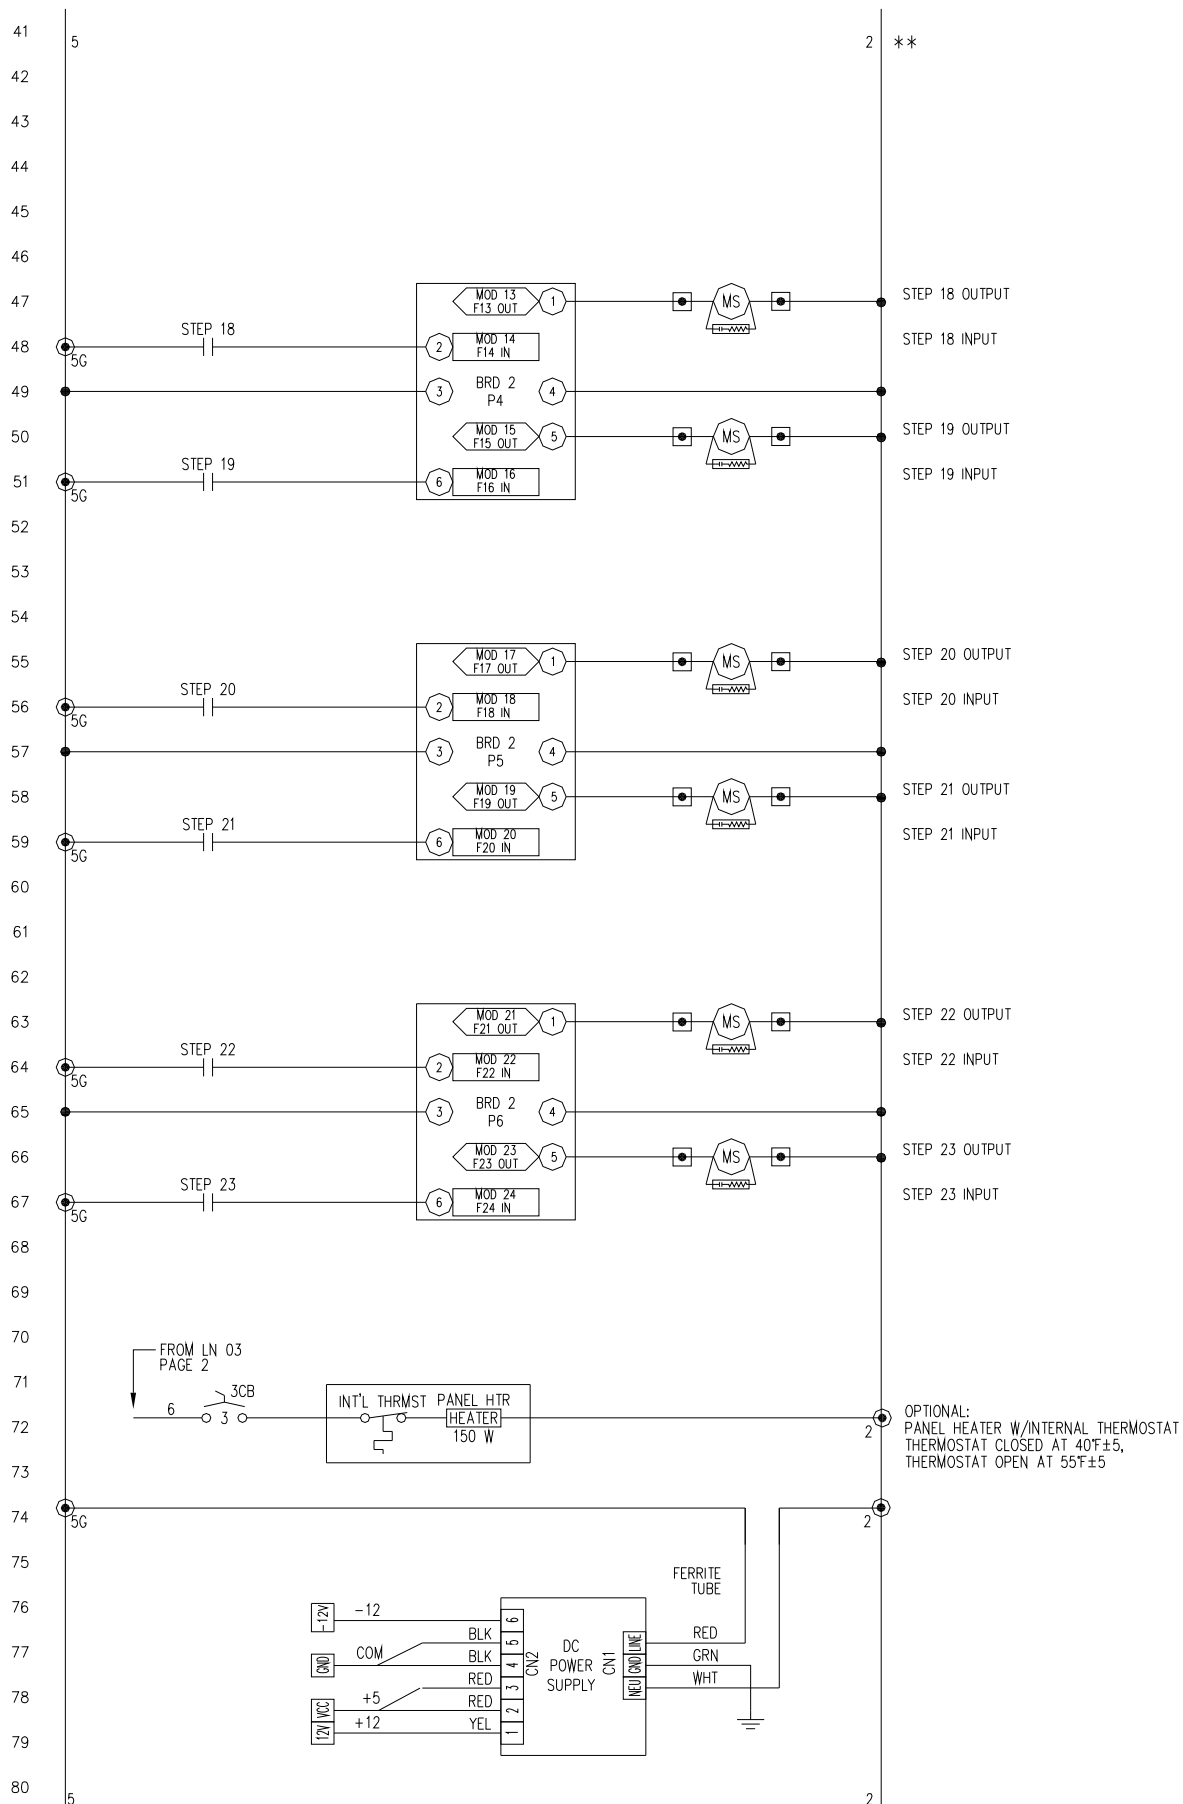 41
5
2 **
42
43
44
45
46
47
MOD 13
F13 OUT
1
MS
STEP 18 OUTPUT
48
5G
STEP 18
2
MOD 14
F14 IN
STEP 18 INPUT
49
3
BRD 2
P4
4
50
MOD 15
F15 OUT
5
MS
STEP 19 OUTPUT
51
5G
STEP 19
6
MOD 16
F16 IN
STEP 19 INPUT
52
53
54
55
MOD 17
F17 OUT
1
MS
STEP 20 OUTPUT
56
5G
STEP 20
2
MOD 18
F18 IN
STEP 20 INPUT
57
3
BRD 2
P5
4
58
MOD 19
F19 OUT
5
MS
STEP 21 OUTPUT
59
5G
STEP 21
6
MOD 20
F20 IN
STEP 21 INPUT
60
61
62
63
MOD 21
F21 OUT
1
MS
STEP 22 OUTPUT
64
5G
STEP 22
2
MOD 22
F22 IN
STEP 22 INPUT
65
3
BRD 2
P6
4
66
MOD 23
F23 OUT
5
MS
STEP 23 OUTPUT
67
5G
STEP 23
6
MOD 24
F24 IN
STEP 23 INPUT
68
69
70
FROM LN 03
PAGE 2
71
72
6
3CB
3
INT'L THRMST
PANEL HTR
HEATER
150 W
2
OPTIONAL:
PANEL HEATER W/INTERNAL THERMOSTAT
THERMOSTAT CLOSED AT 40°F±5,
THERMOSTAT OPEN AT 55°F±5
73
74
5G
2
75
FERRITE
TUBE
76
-12V
-12
6
77
GND
COM
BLK
5
BLK
4
CN2
DC
POWER
SUPPLY
CN1
LINE
RED
GND
GRN
NEU
WHT
78
VCC
+5
RED
3
RED
2
79
12V
+12
YEL
1
80
5
2